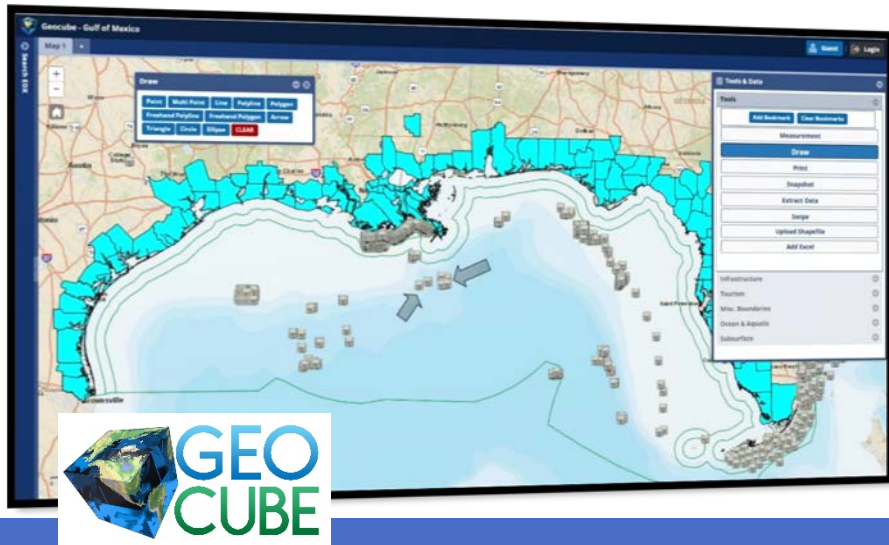 Geocube - Gulf of Mexico
Guest Login
Map 1 +
Search EDX
Draw
Point Multi Point Line Polyline Polygon
Freehand Polyline Freehand Polygon Arrow
Triangle Circle Ellipse CLEAR
Tools & Data
Tools
Add Bookmark Clear Bookmarks
Measurement
Draw
Print
Snapshot
Extract Data
Swipe
Upload Shapefile
Add Excel
Infrastructure
Tourism
Misc. Boundaries
Ocean & Aquatic
Subsurface
Austin
Brownsville
GEO
CUBE